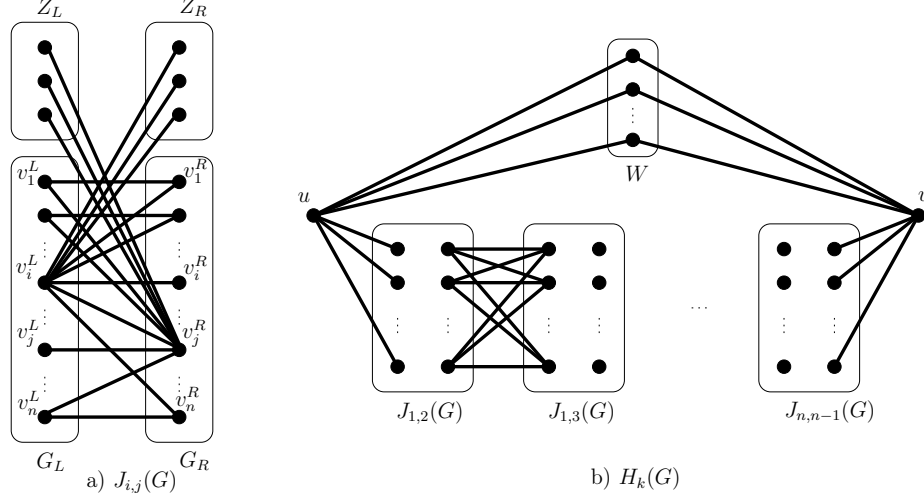 Z_L Z_R
v_1^L v_1^R
v_i^L v_i^R
v_j^L v_j^R
v_n^L v_n^R
G_L G_R
a) J_{i,j}(G)
W
u v
J_{1,2}(G) J_{1,3}(G) ... J_{n,n-1}(G)
b) H_k(G)